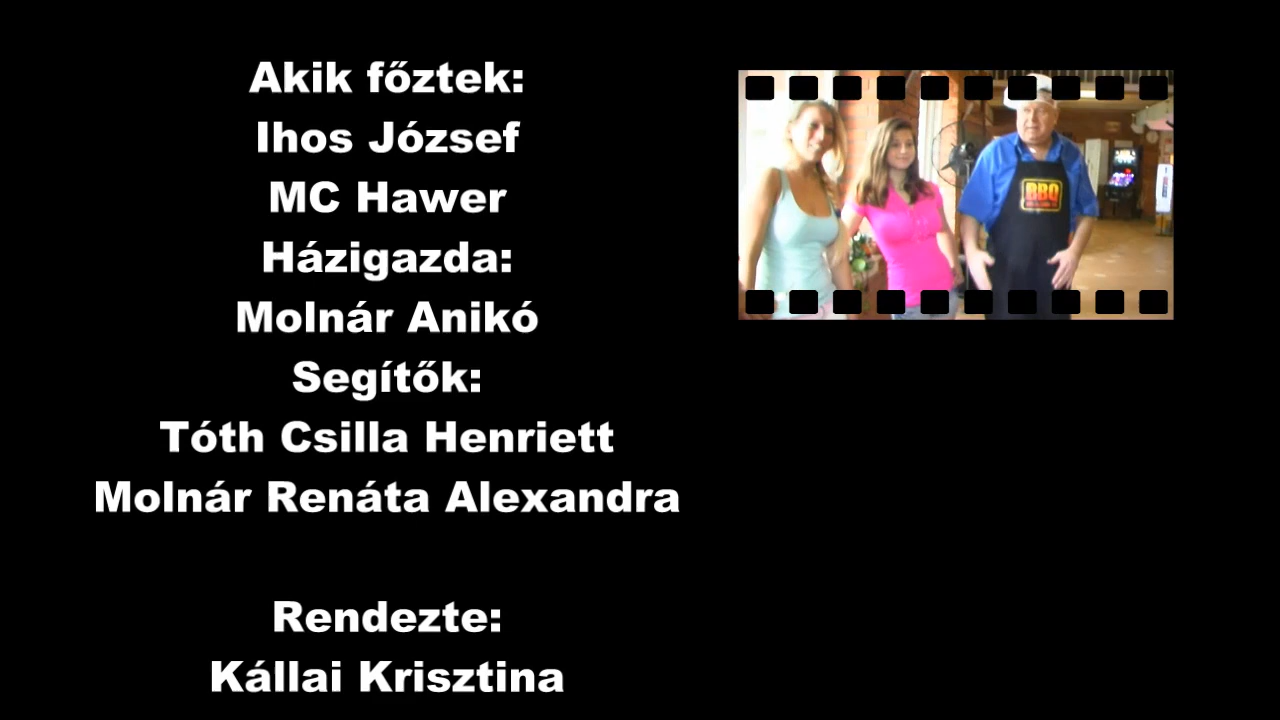 Akik főztek:
Ihos József
MC Hawer
Házigazda:
Molnár Anikó
Segítők:
Tóth Csilla Henriett
Molnár Renáta Alexandra
Rendezte:
Kállai Krisztina
BBQ